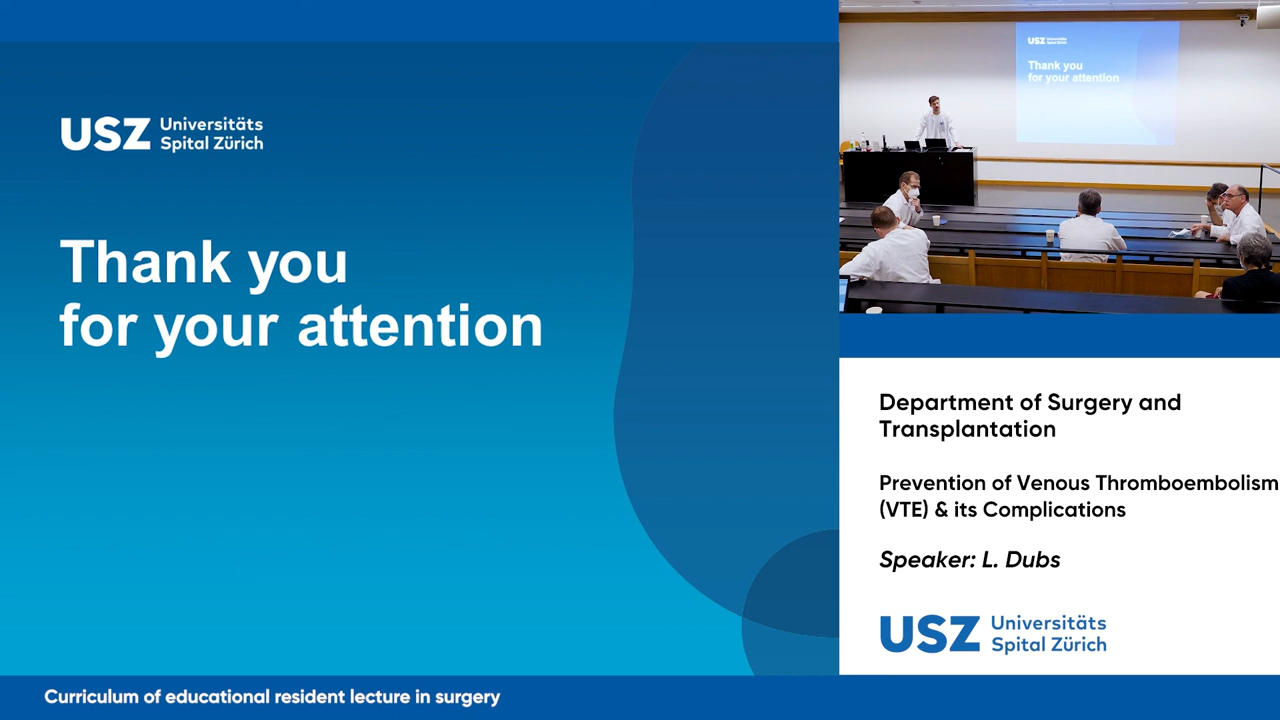 USZ Universitäts
Spital Zürich
Thank you
for your attention
USZ Universitäts
Spital Zürich
Thank you
for your attention
Department of Surgery and
Transplantation
Prevention of Venous Thromboembolism
(VTE) & its Complications
Speaker: L. Dubs
USZ Universitäts
Spital Zürich
Curriculum of educational resident lecture in surgery